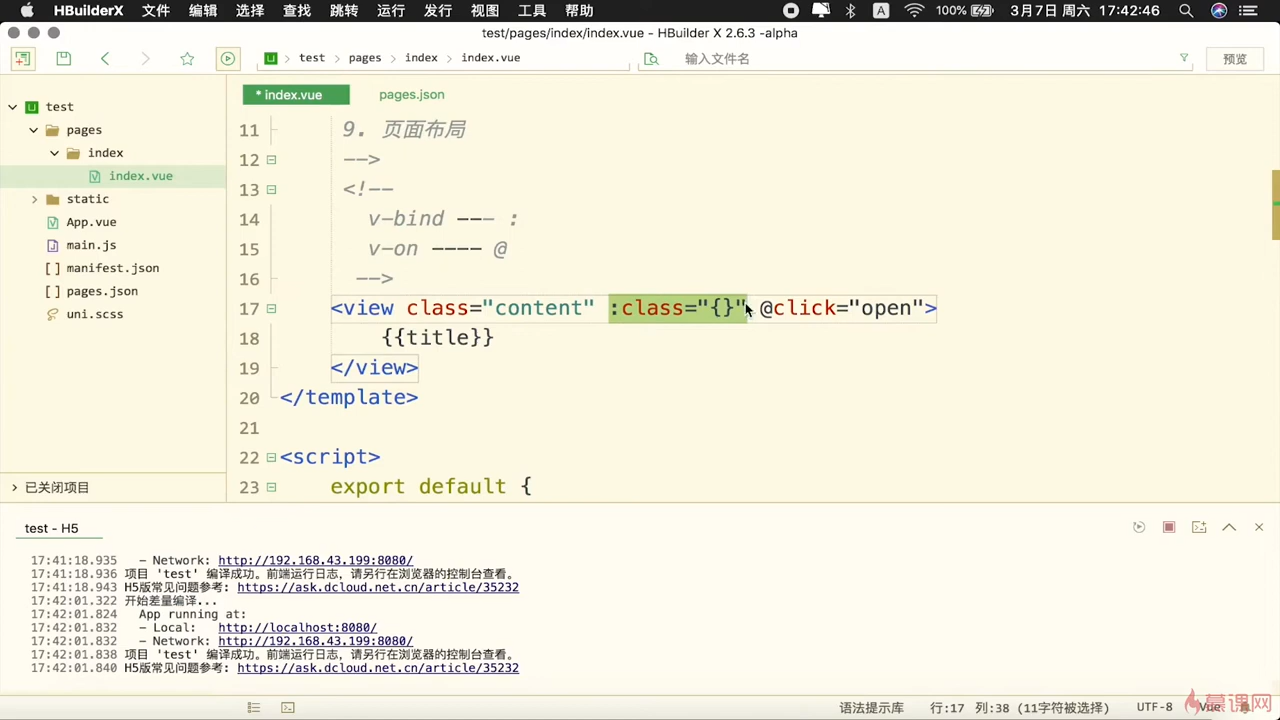 HBuilderX 文件 编辑 选择 查找 跳转 运行 发行 视图 工具 帮助 A 100% 3月7日 周六 17:42:46
test/pages/index/index.vue - HBuilder X 2.6.3 -alpha
test pages index index.vue 输入文件名 预览
test
pages
index
index.vue
static
App.vue
main.js
manifest.json
pages.json
uni.scss
已关闭项目
* index.vue pages.json
11 9. 页面布局
12 -->
13 <!--
14 v-bind --- :
15 v-on ---- @
16 -->
17 <view class="content" :class="{}" @click="open">
18 {{title}}
19 </view>
20 </template>
21
22 <script>
23 export default {
test - H5
17:41:18.935 - Network: http://192.168.43.199:8080/
17:41:18.936 项目 'test' 编译成功。前端运行日志，请另行在浏览器的控制台查看。
17:41:18.943 H5版常见问题参考: https://ask.dcloud.net.cn/article/35232
17:42:01.322 开始差量编译...
17:42:01.824 App running at:
17:42:01.832 - Local: http://localhost:8080/
17:42:01.832 - Network: http://192.168.43.199:8080/
17:42:01.838 项目 'test' 编译成功。前端运行日志，请另行在浏览器的控制台查看。
17:42:01.840 H5版常见问题参考: https://ask.dcloud.net.cn/article/35232
语法提示库 行:17 列:38 (11字符被选择) UTF-8 Vue
慕课网